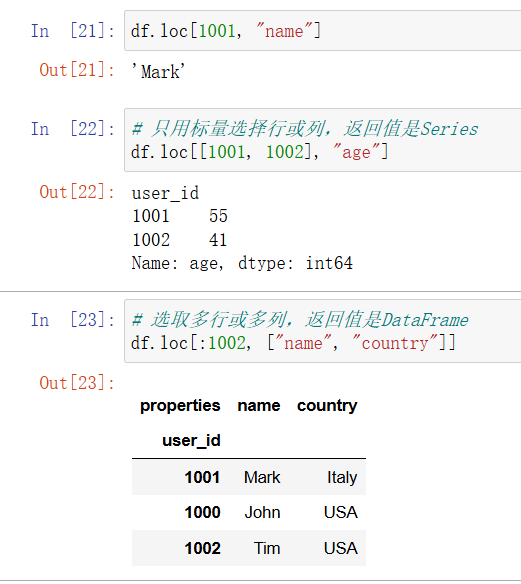 In [21]: df.loc[1001, "name"]
Out[21]: 'Mark'
In [22]: # 只用标量选择行或列，返回值是Series
df.loc[[1001, 1002], "age"]
Out[22]: user_id
1001 55
1002 41
Name: age, dtype: int64
In [23]: # 选取多行或多列，返回值是DataFrame
df.loc[:1002, ["name", "country"]]
Out[23]:
properties name country
user_id
1001 Mark Italy
1000 John USA
1002 Tim USA